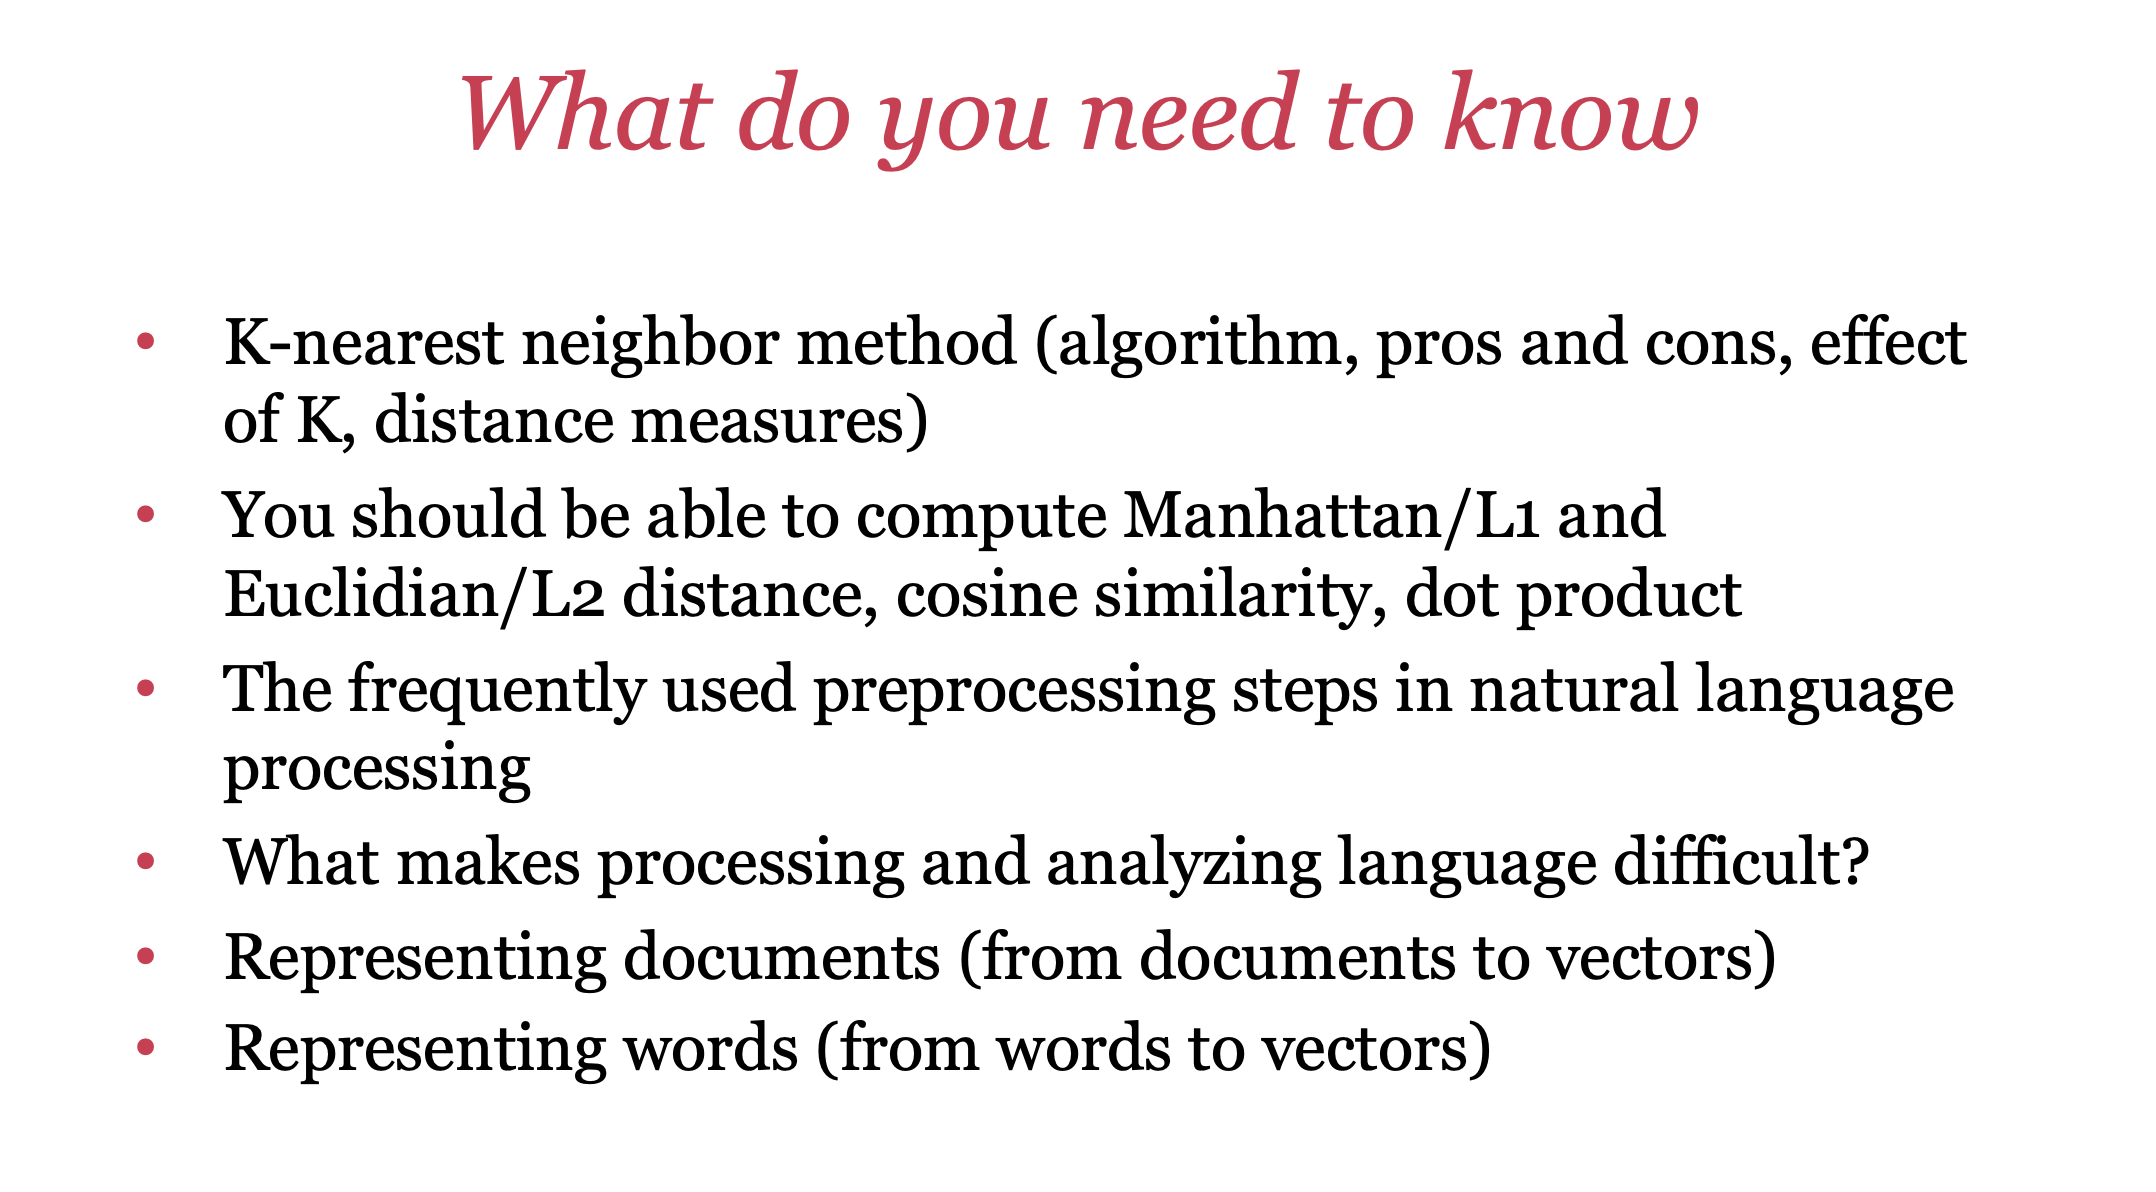 What do you need to know
• K-nearest neighbor method (algorithm, pros and cons, effect
of K, distance measures)
• You should be able to compute Manhattan/L1 and
Euclidian/L2 distance, cosine similarity, dot product
• The frequently used preprocessing steps in natural language
processing
• What makes processing and analyzing language difficult?
• Representing documents (from documents to vectors)
• Representing words (from words to vectors)